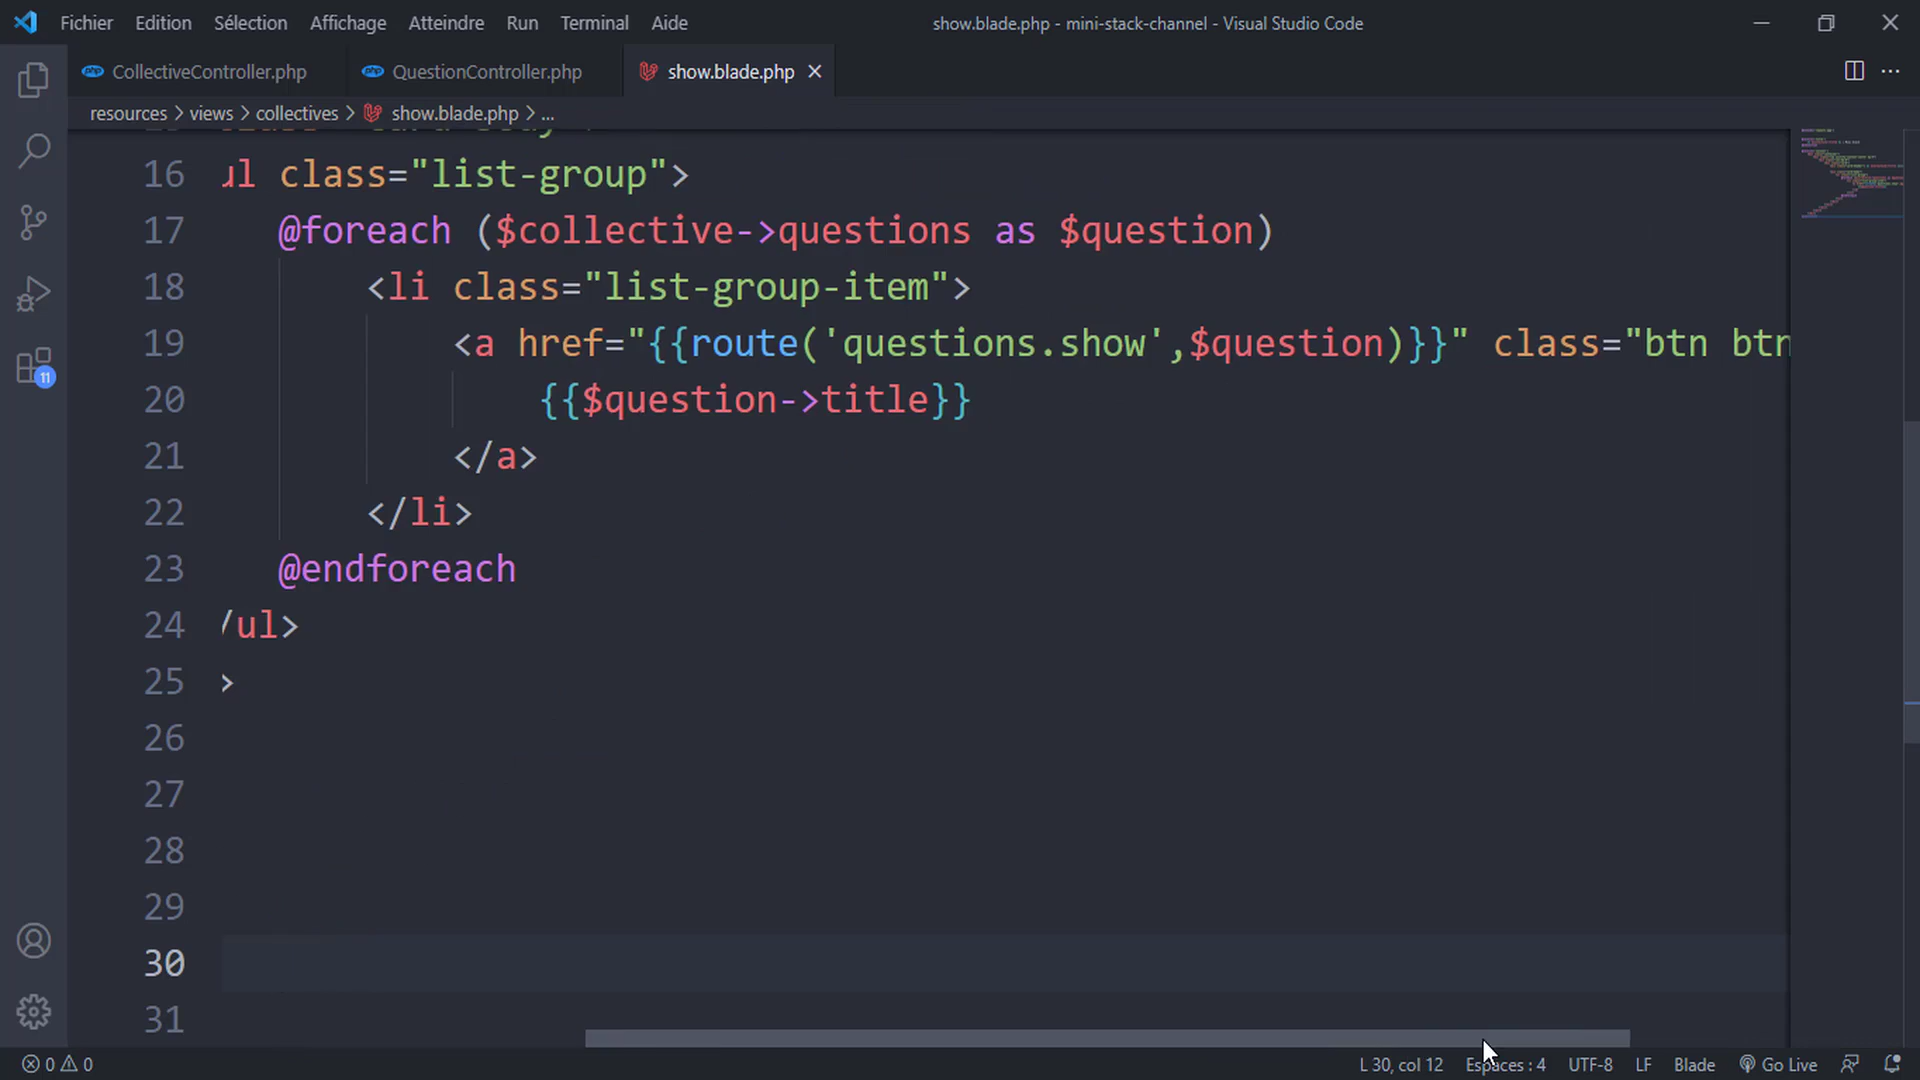 Fichier Edition Sélection Affichage Atteindre Run Terminal Aide show.blade.php - mini-stack-channel - Visual Studio Code
CollectiveController.php QuestionController.php show.blade.php
resources > views > collectives > show.blade.php > ...
16 ul class="list-group">
17 @foreach ($collective->questions as $question)
18 <li class="list-group-item">
19 <a href="{{route('questions.show',$question)}}" class="btn btn
20 {{$question->title}}
21 </a>
22 </li>
23 @endforeach
24 /ul>
25 >
26
27
28
29
30
31
11
0 0 L 30, col 12 Espaces : 4 UTF-8 LF Blade Go Live